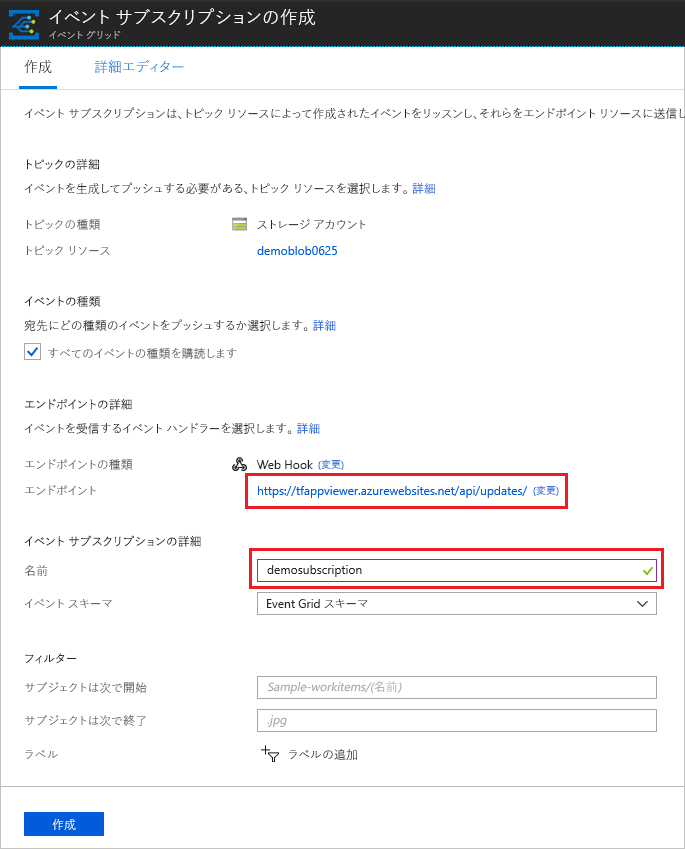 イベント サブスクリプションの作成
イベント グリッド
作成 詳細エディター
イベント サブスクリプションは、トピック リソースによって作成されたイベントをリッスンし、それらをエンドポイント リソースに送信し
トピックの詳細
イベントを生成してプッシュする必要がある、トピック リソースを選択します。詳細
トピックの種類 ストレージ アカウント
トピック リソース demoblob0625
イベントの種類
宛先にどの種類のイベントをプッシュするか選択します。詳細
すべてのイベントの種類を購読します
エンドポイントの詳細
イベントを受信するイベント ハンドラーを選択します。詳細
エンドポイントの種類 Web Hook (変更)
エンドポイント https://tfappviewer.azurewebsites.net/api/updates/ (変更)
イベント サブスクリプションの詳細
名前 demosubscription
イベント スキーマ Event Grid スキーマ
フィルター
サブジェクトは次で開始 Sample-workitems/(名前)
サブジェクトは次で終了 .jpg
ラベル ラベルの追加
作成